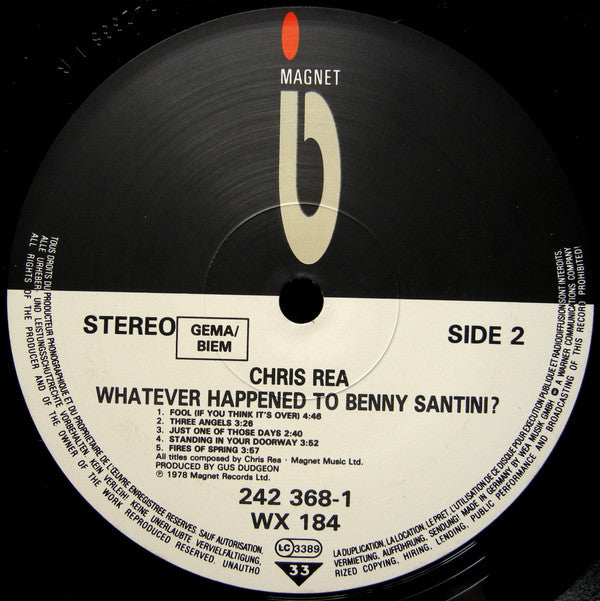 MAGNET
STEREO
GEMA/
BIEM
SIDE 2
CHRIS REA
WHATEVER HAPPENED TO BENNY SANTINI?
1. FOOL (IF YOU THINK IT'S OVER) 4:46
2. THREE ANGELS 3:26
3. JUST ONE OF THOSE DAYS 2:40
4. STANDING IN YOUR DOORWAY 3:52
5. FIRES OF SPRING 3:57
All titles composed by Chris Rea · Magnet Music Ltd.
PRODUCED BY GUS DUDGEON
℗ 1978 Magnet Records Ltd.
242 368-1
WX 184
LC 3389
33
TOUS DROITS DU PRODUCTEUR PHONOGRAPHIQUE ET DU PROPRIETAIRE DE L'ŒUVRE ENREGISTREE RESERVES. SAUF AUTORISATION,
LA DUPLICATION, LA LOCATION, LE PRET, L'UTILISATION DE CE DISQUE POUR EXECUTION PUBLIQUE ET RADIODIFFUSION SONT INTERDITS.
ALLE URHEBER- UND LEISTUNGSSCHUTZRECHTE VORBEHALTEN. KEIN VERLEIH! KEINE UNERLAUBTE VERVIELFÄLTIGUNG,
VERMIETUNG, AUFFÜHRUNG, SENDUNG! MADE IN GERMANY BY WEA MUSIK GMBH ℗ A WARNER COMMUNICATIONS COMPANY
ALL RIGHTS OF THE PRODUCER AND OF THE OWNER OF THE WORK REPRODUCED RESERVED. UNAUTHO
RIZED COPYING, HIRING, LENDING, PUBLIC PERFORMANCE AND BROADCASTING OF THIS RECORD PROHIBITED!